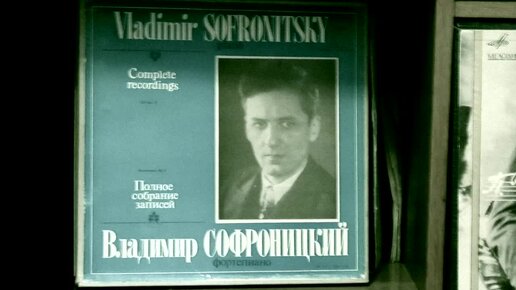 Vladimir SOFRONITSKY
Complete
recordings
Полное
собрание
записей
Владимир СОФРОНИЦКИЙ
фортепиано